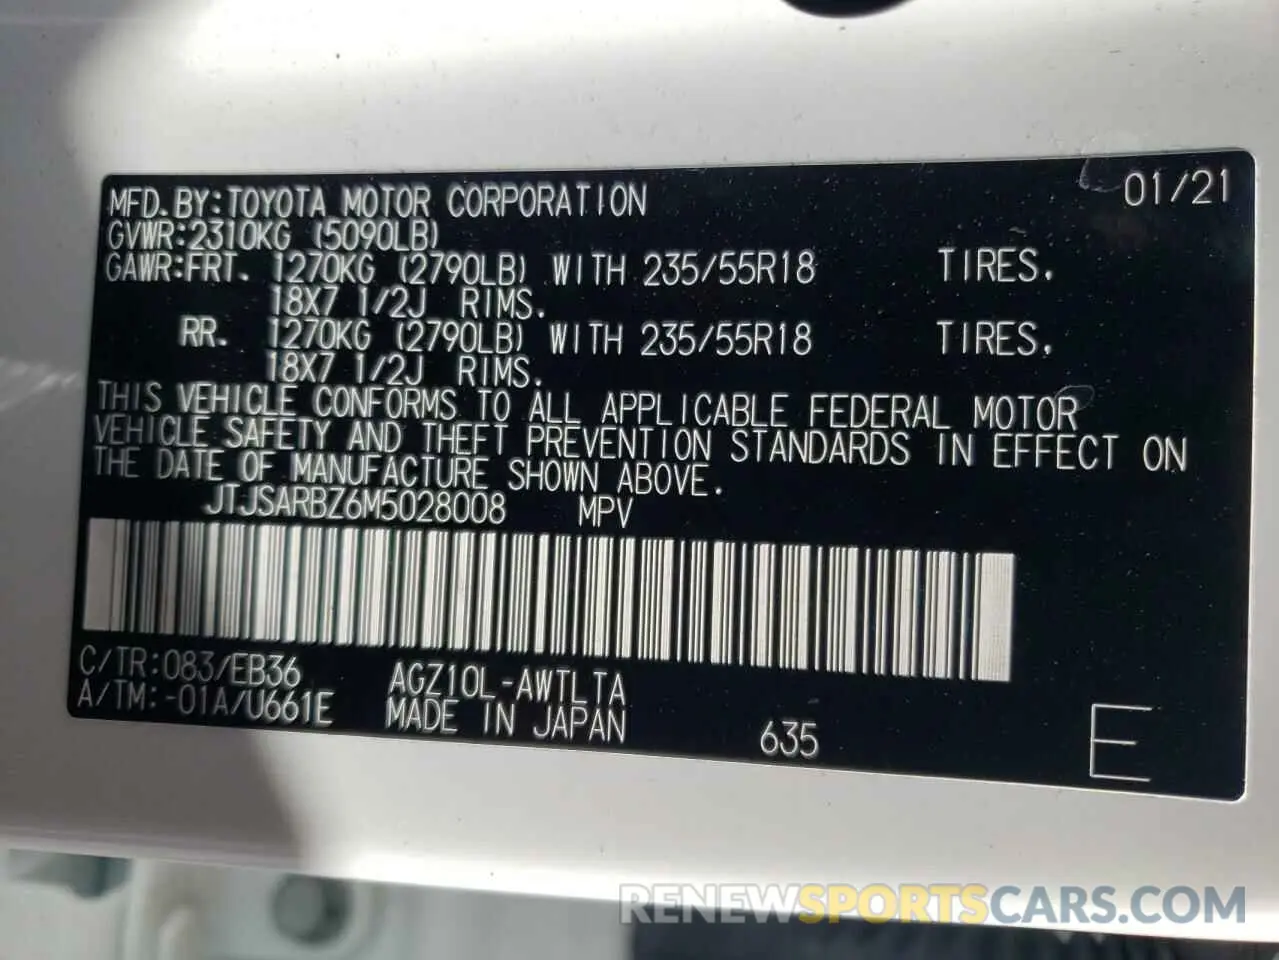 MFD.BY:TOYOTA MOTOR CORPORATION 01/21
GVWR:2310KG (5090LB)
GAWR:FRT. 1270KG (2790LB) WITH 235/55R18 TIRES.
18X7 1/2J RIMS.
RR. 1270KG (2790LB) WITH 235/55R18 TIRES.
18X7 1/2J RIMS.
THIS VEHICLE CONFORMS TO ALL APPLICABLE FEDERAL MOTOR
VEHICLE SAFETY AND THEFT PREVENTION STANDARDS IN EFFECT ON
THE DATE OF MANUFACTURE SHOWN ABOVE.
JTJSARBZ6M5028008 MPV
C/TR:083/EB36 AGZ10L-AWTLTA
A/TM:-01A/U661E MADE IN JAPAN 635 E
RENEWSPORTSCARS.COM